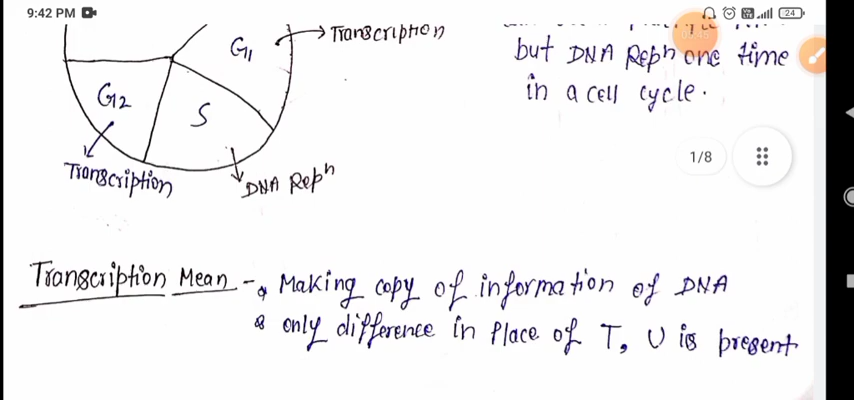 9:42 PM
24
G1
Transcription
G2
S
Transcription
DNA Repn
but DNA Repn one time
in a cell cycle.
1/8
Transcription Mean - Making copy of information of DNA
& only difference in place of T, U is present